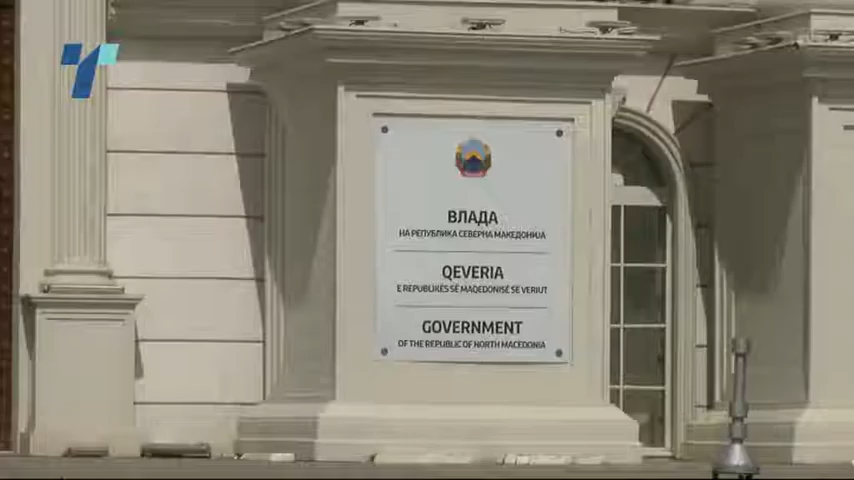 ВЛАДА
НА РЕПУБЛИКА СЕВЕРНА МАКЕДОНИЈА
QEVERIA
E REPUBLIKËS SË MAQEDONISË SË VERIUT
GOVERNMENT
OF THE REPUBLIC OF NORTH MACEDONIA